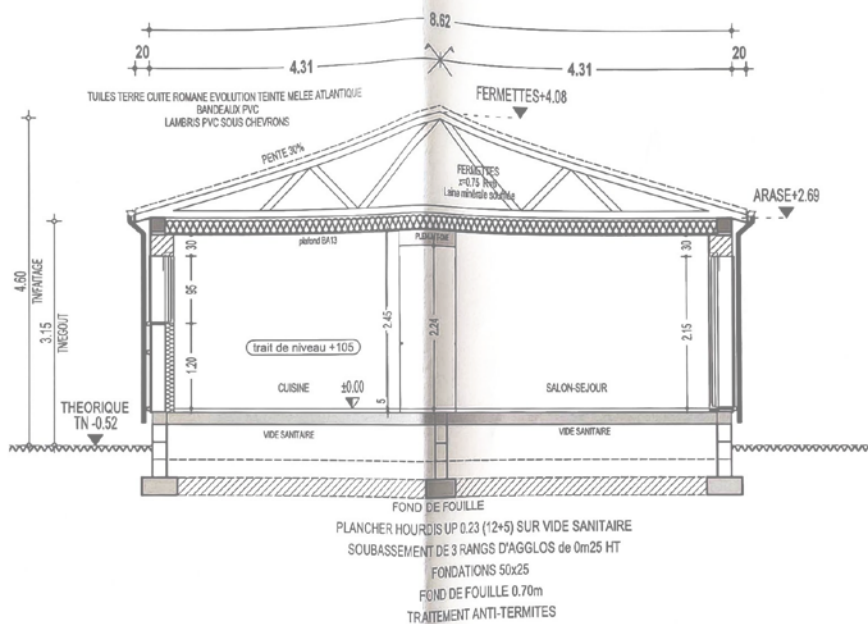 8.62
20
4.31
4.31
20
TUILES TERRE CUITE ROMANE EVOLUTION TEINTE MELEE ATLANTIQUE
BANDEAUX PVC
LAMBRIS PVC SOUS CHEVRONS
FERMETTES+4.08
PENTE 30%
FERMETTES
Laine minérale soufflée
ARASE+2.69
plafond BA13
30
30
4.60
TN/FAITAGE
3.15
TN/EGOUT
95
1.20
2.45
2.24
2.15
trait de niveau +105
CUISINE
±0.00
5
SALON-SEJOUR
THEORIQUE
TN -0.52
VIDE SANITAIRE
VIDE SANITAIRE
FOND DE FOUILLE
PLANCHER HOURDIS UP 0.23 (12+5) SUR VIDE SANITAIRE
SOUBASSEMENT DE 3 RANGS D'AGGLOS de 0m25 HT
FONDATIONS 50x25
FOND DE FOUILLE 0.70m
TRAITEMENT ANTI-TERMITES